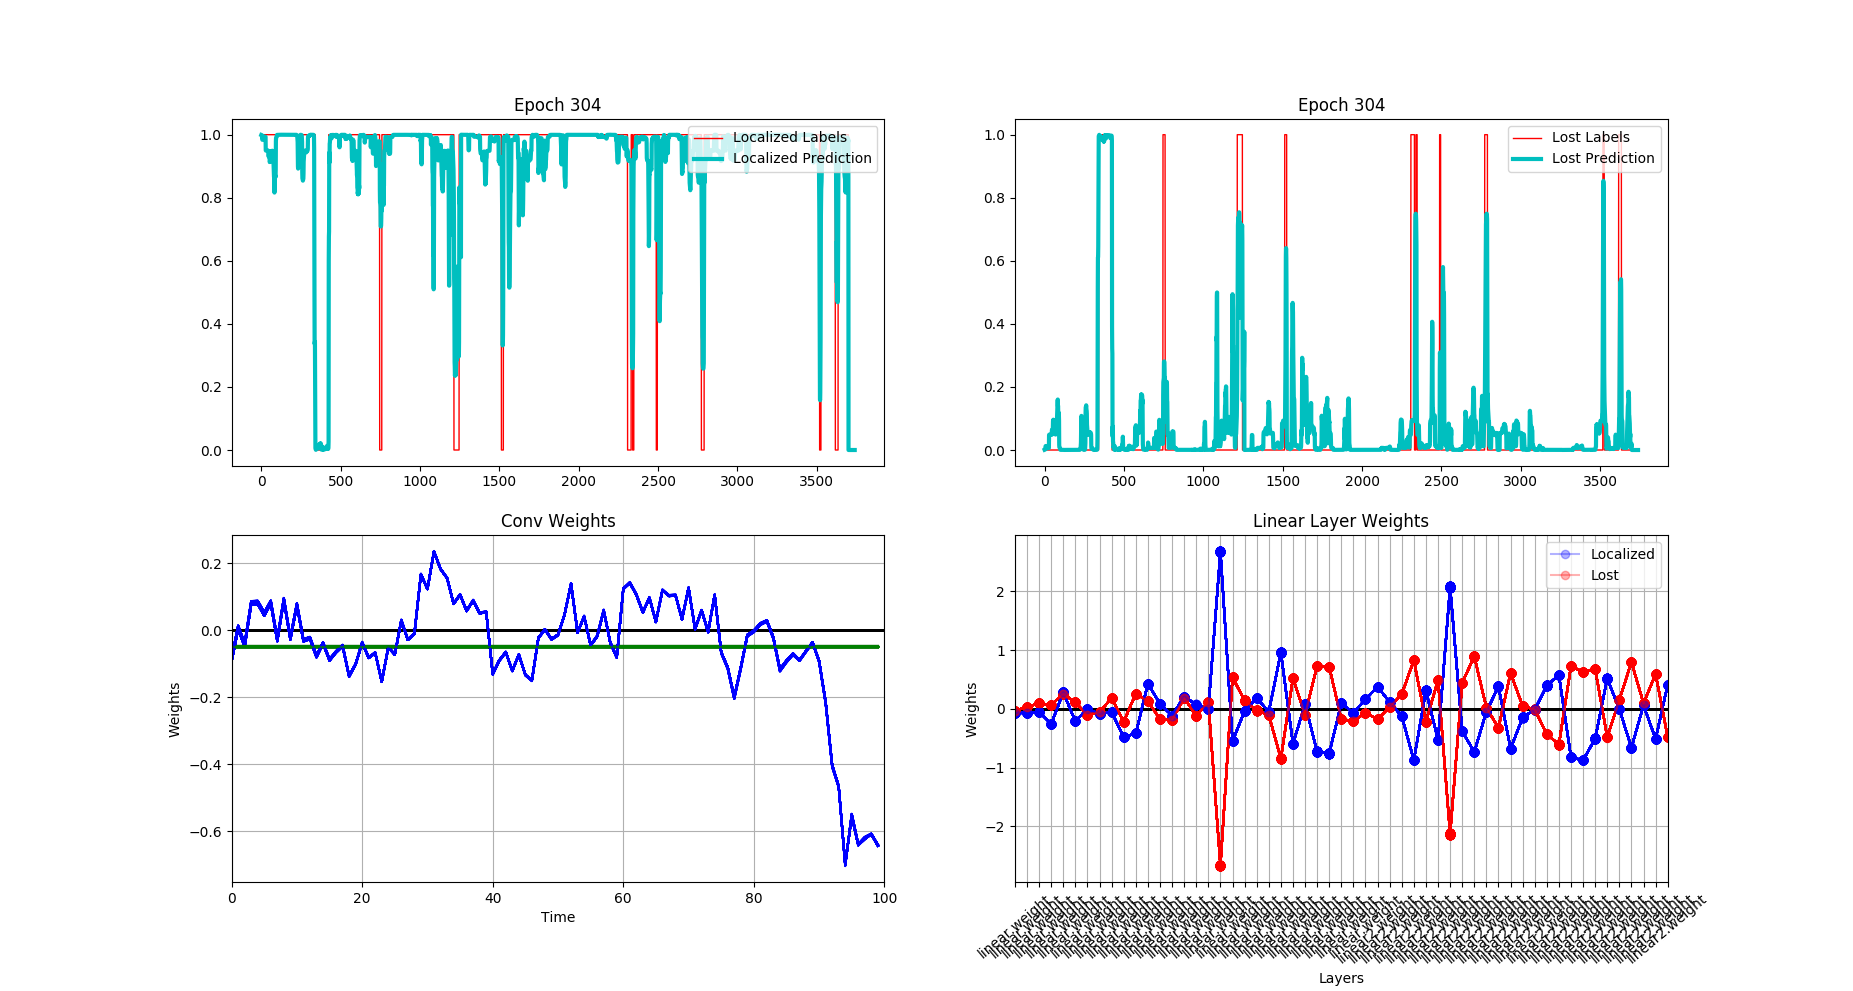 Epoch 304
1.0
0.8
0.6
0.4
0.2
0.0
Localized Labels
Localized Prediction
0 500 1000 1500 2000 2500 3000 3500
Epoch 304
1.0
0.8
0.6
0.4
0.2
0.0
Lost Labels
Lost Prediction
0 500 1000 1500 2000 2500 3000 3500
Conv Weights
Weights
0.2
0.0
−0.2
−0.4
−0.6
0 20 40 60 80 100
Time
Linear Layer Weights
Weights
2
1
0
−1
−2
Localized
Lost
linear.weight
linear2.weight
Layers